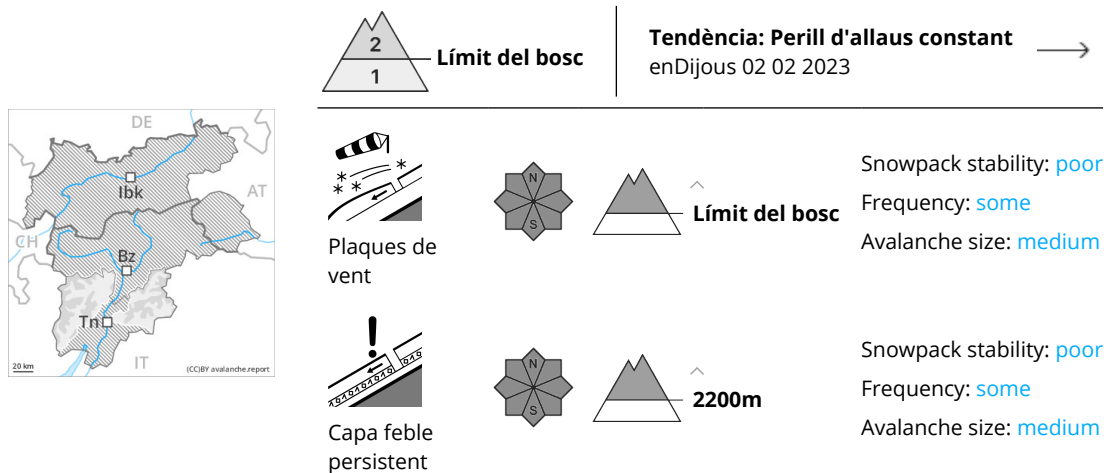 2
1
Límit del bosc
Tendència: Perill d'allaus constant
enDijous 02 02 2023
DE
Ibk
AT
CH
Bz
Tn
IT
20 km
(CC)BY avalanche.report
N
S
Límit del bosc
Plaques de
vent
Snowpack stability: poor
Frequency: some
Avalanche size: medium
N
S
2200m
Capa feble
persistent
Snowpack stability: poor
Frequency: some
Avalanche size: medium